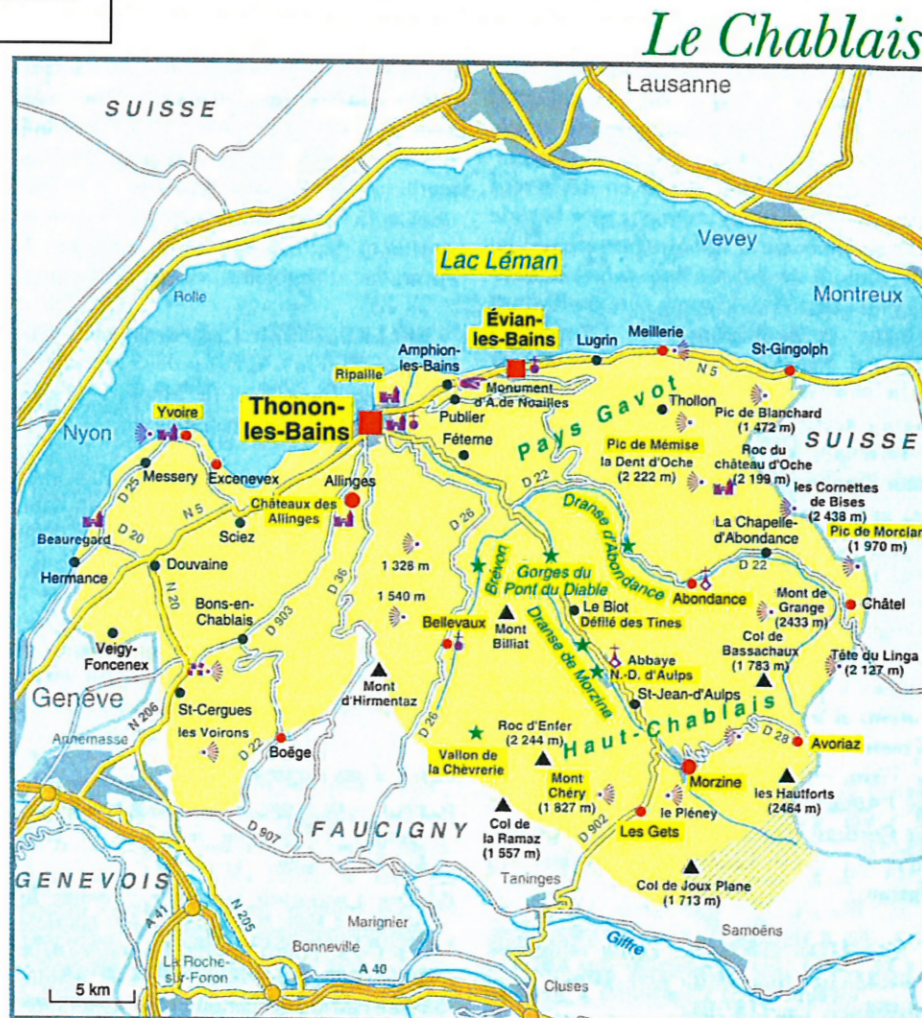 Le Chablais
Lausanne
SUISSE
Vevey
Lac Léman
Montreux
Rolle
Évian-
les-Bains
Lugrin
Meillerie
St-Gingolph
Amphion-
les-Bains
N 5
Ripaille
Monument
d'A.de Noailles
Thonon-
les-Bains
Publier
Thollon
Pic de Blanchard
(1 472 m)
Yvoire
Nyon
Féterne
Pays Gavot
SUISSE
Pic de Mémise
la Dent d'Oche
(2 222 m)
Roc du
château d'Oche
(2 199 m)
Messery
Excenevex
Allinges
D 22
les Cornettes
de Bises
(2 438 m)
D 25
N 5
Châteaux des
Allinges
D 26
Dranse
d'Abondance
Pic de Morclan
(1 970 m)
Beauregard
D 20
Sciez
La Chapelle-
d'Abondance
D 22
Hermance
Douvaine
D 36
1 328 m
Brevon
Gorges du
Pont du Diable
Abondance
N 20
Bons-en-
Chablais
D 903
1 540 m
Le Biot
Défilé des Tines
Mont de
Grange
(2433 m)
Châtel
Bellevaux
Mont
Billiat
Dranse de Morzine
Col de
Bassachaux
(1 783 m)
Veigy-
Foncenex
Abbaye
N.-D. d'Aulps
Tête du Linga
(2 127 m)
Genève
Mont
d'Hirmentaz
St-Cergues
St-Jean-d'Aulps
N 206
les Voirons
D 26
Roc d'Enfer
(2 244 m)
Haut-Chablais
D 28
Avoriaz
Annemasse
D 22
Boëge
Vallon de
la Chèvrerie
Morzine
Mont
Chéry
(1 827 m)
le Pléney
les Hautforts
(2464 m)
D 907
FAUCIGNY
Col de
la Ramaz
(1 557 m)
D 902
Les Gets
GENEVOIS
Taninges
Col de Joux Plane
(1 713 m)
A 41
N 205
Marignier
Samoëns
Bonneville
Giffre
La Roche-
sur-Foron
A 40
Cluses
5 km